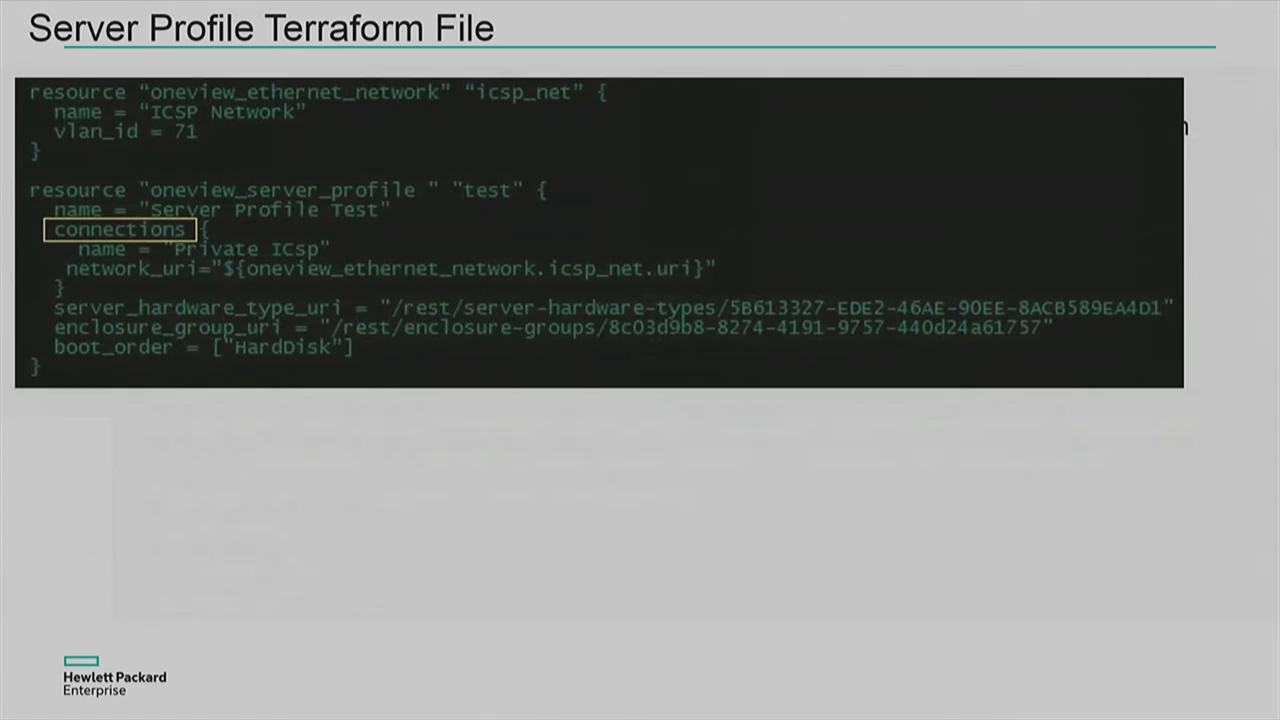 Server Profile Terraform File
resource "oneview_ethernet_network" "icsp_net" {
name = "ICSP Network"
vlan_id = 71
}
resource "oneview_server_profile " "test" {
name = "Server Profile Test"
connections {
name = "Private ICsp"
network_uri="${oneview_ethernet_network.icsp_net.uri}"
}
server_hardware_type_uri = "/rest/server-hardware-types/5B613327-EDE2-46AE-90EE-8ACB589EA4D1"
enclosure_group_uri = "/rest/enclosure-groups/8c03d9b8-8274-4191-9757-440d24a61757"
boot_order = ["HardDisk"]
}
Hewlett Packard
Enterprise